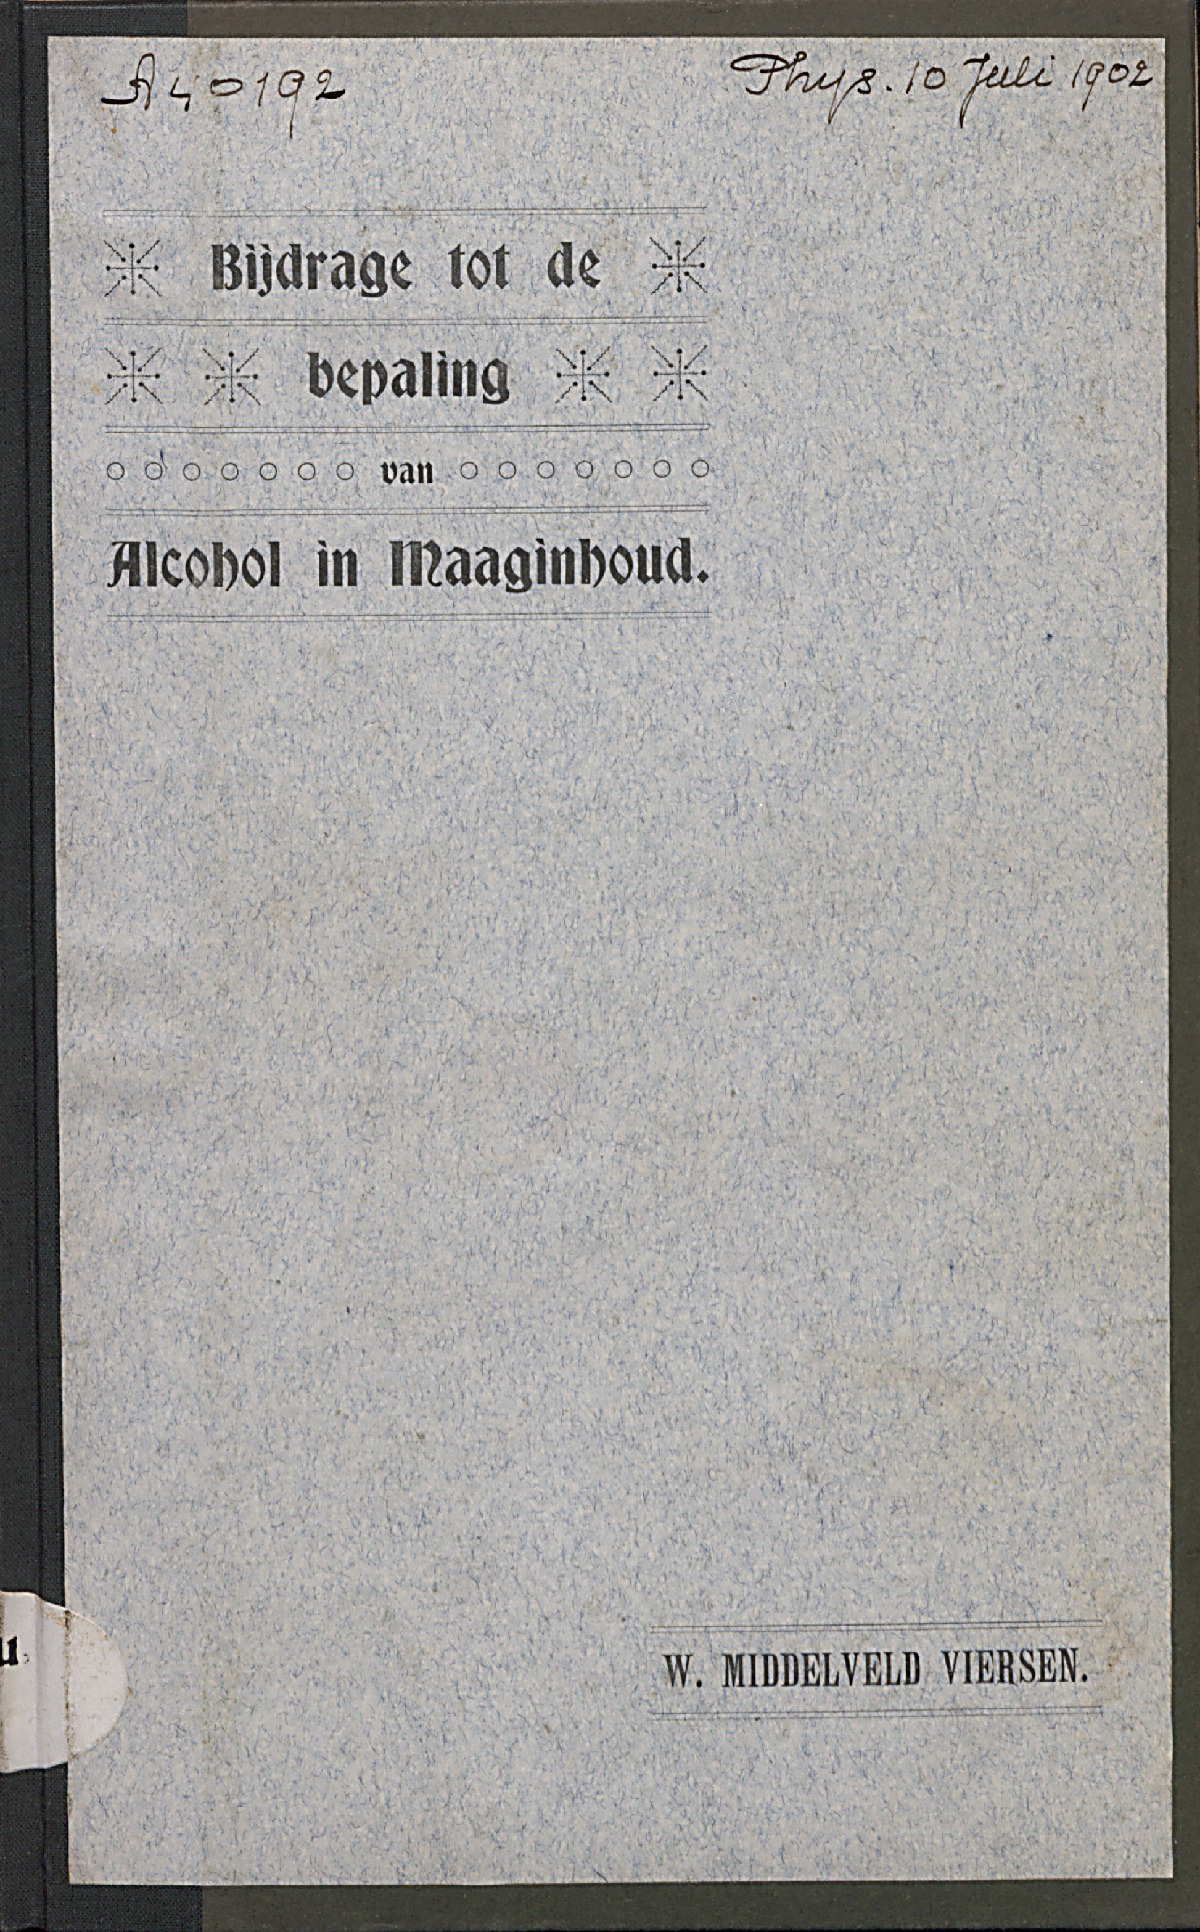 A40192
Phys. 10 Juli 1902
Bijdrage tot de
bepaling
van
Alcohol in Maaginhoud.
u.
W. MIDDELVELD VIERSEN.